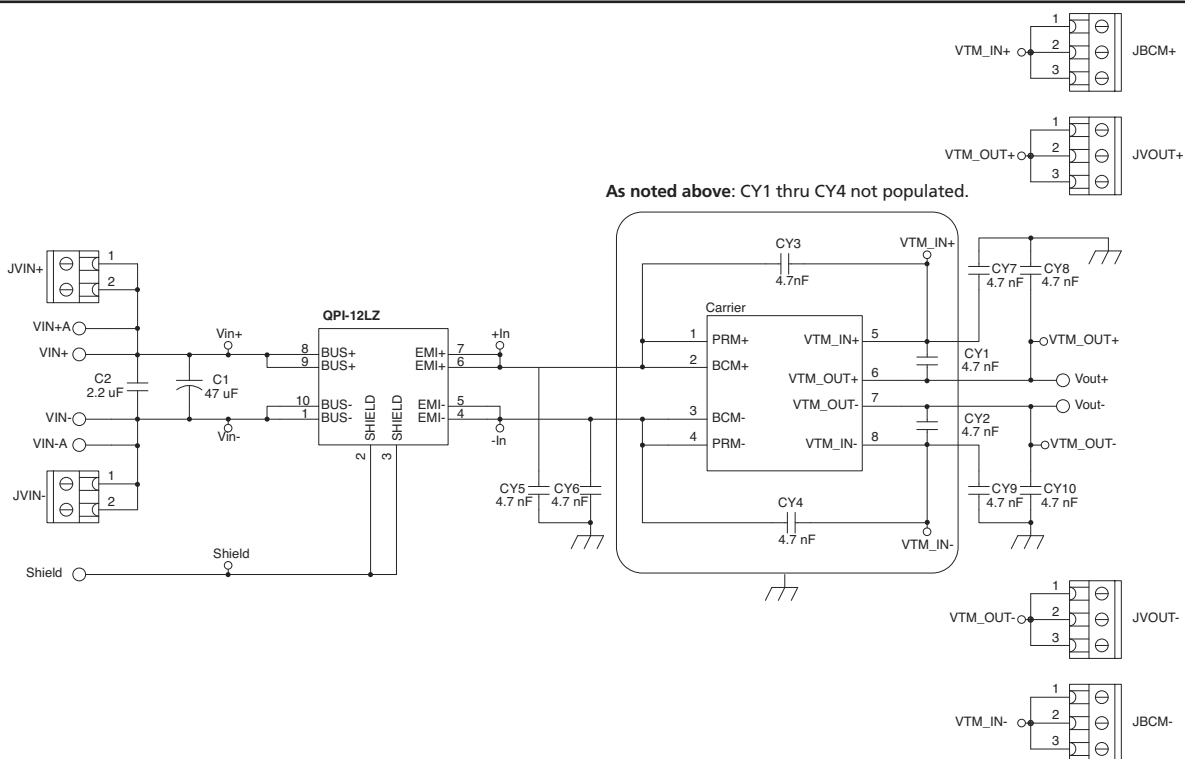 1
VTM_IN+ 2 JBCM+
3
1
VTM_OUT+ 2 JVOUT+
3
As noted above: CY1 thru CY4 not populated.
JVIN+
1
2
VIN+A
VIN+
C2
2.2 uF
C1
47 uF
VIN-
VIN-A
JVIN-
1
2
Shield
Shield
Vin+
Vin-
QPI-12LZ
8 BUS+ EMI+ 7
9 BUS+ EMI+ 6
10 BUS- EMI- 5
1 BUS- EMI- 4
SHIELD
SHIELD
2
3
+In
-In
CY5
4.7 nF
CY6
4.7 nF
CY3
4.7nF
VTM_IN+
Carrier
1 PRM+ VTM_IN+ 5
2 BCM+ VTM_OUT+ 6
3 BCM- VTM_OUT- 7
4 PRM- VTM_IN- 8
CY1
4.7 nF
CY2
4.7 nF
CY4
4.7 nF
VTM_IN-
CY7
4.7 nF
CY8
4.7 nF
VTM_OUT+
Vout+
Vout-
VTM_OUT-
CY9
4.7 nF
CY10
4.7 nF
1
VTM_OUT- 2 JVOUT-
3
1
VTM_IN- 2 JBCM-
3